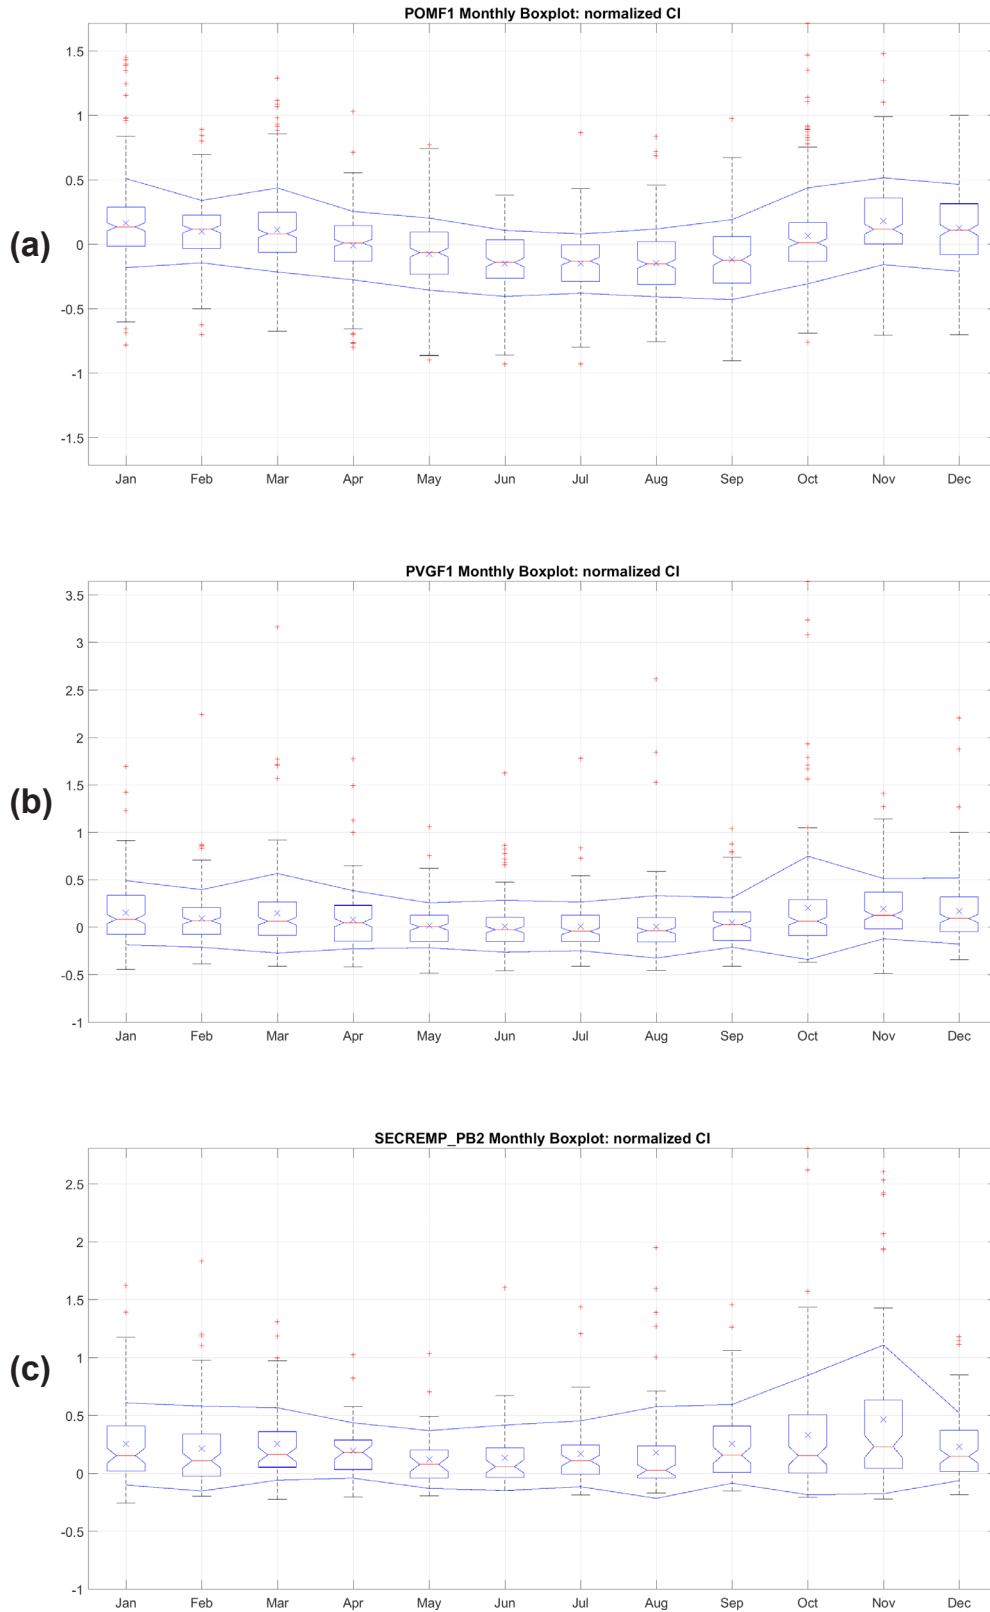 POMF1 Monthly Boxplot: normalized CI
(a)
1.5
1
0.5
0
-0.5
-1
-1.5
Jan Feb Mar Apr May Jun Jul Aug Sep Oct Nov Dec
PVGF1 Monthly Boxplot: normalized CI
(b)
3.5
3
2.5
2
1.5
1
0.5
0
-0.5
-1
Jan Feb Mar Apr May Jun Jul Aug Sep Oct Nov Dec
SECREMP_PB2 Monthly Boxplot: normalized CI
(c)
2.5
2
1.5
1
0.5
0
-0.5
-1
Jan Feb Mar Apr May Jun Jul Aug Sep Oct Nov Dec